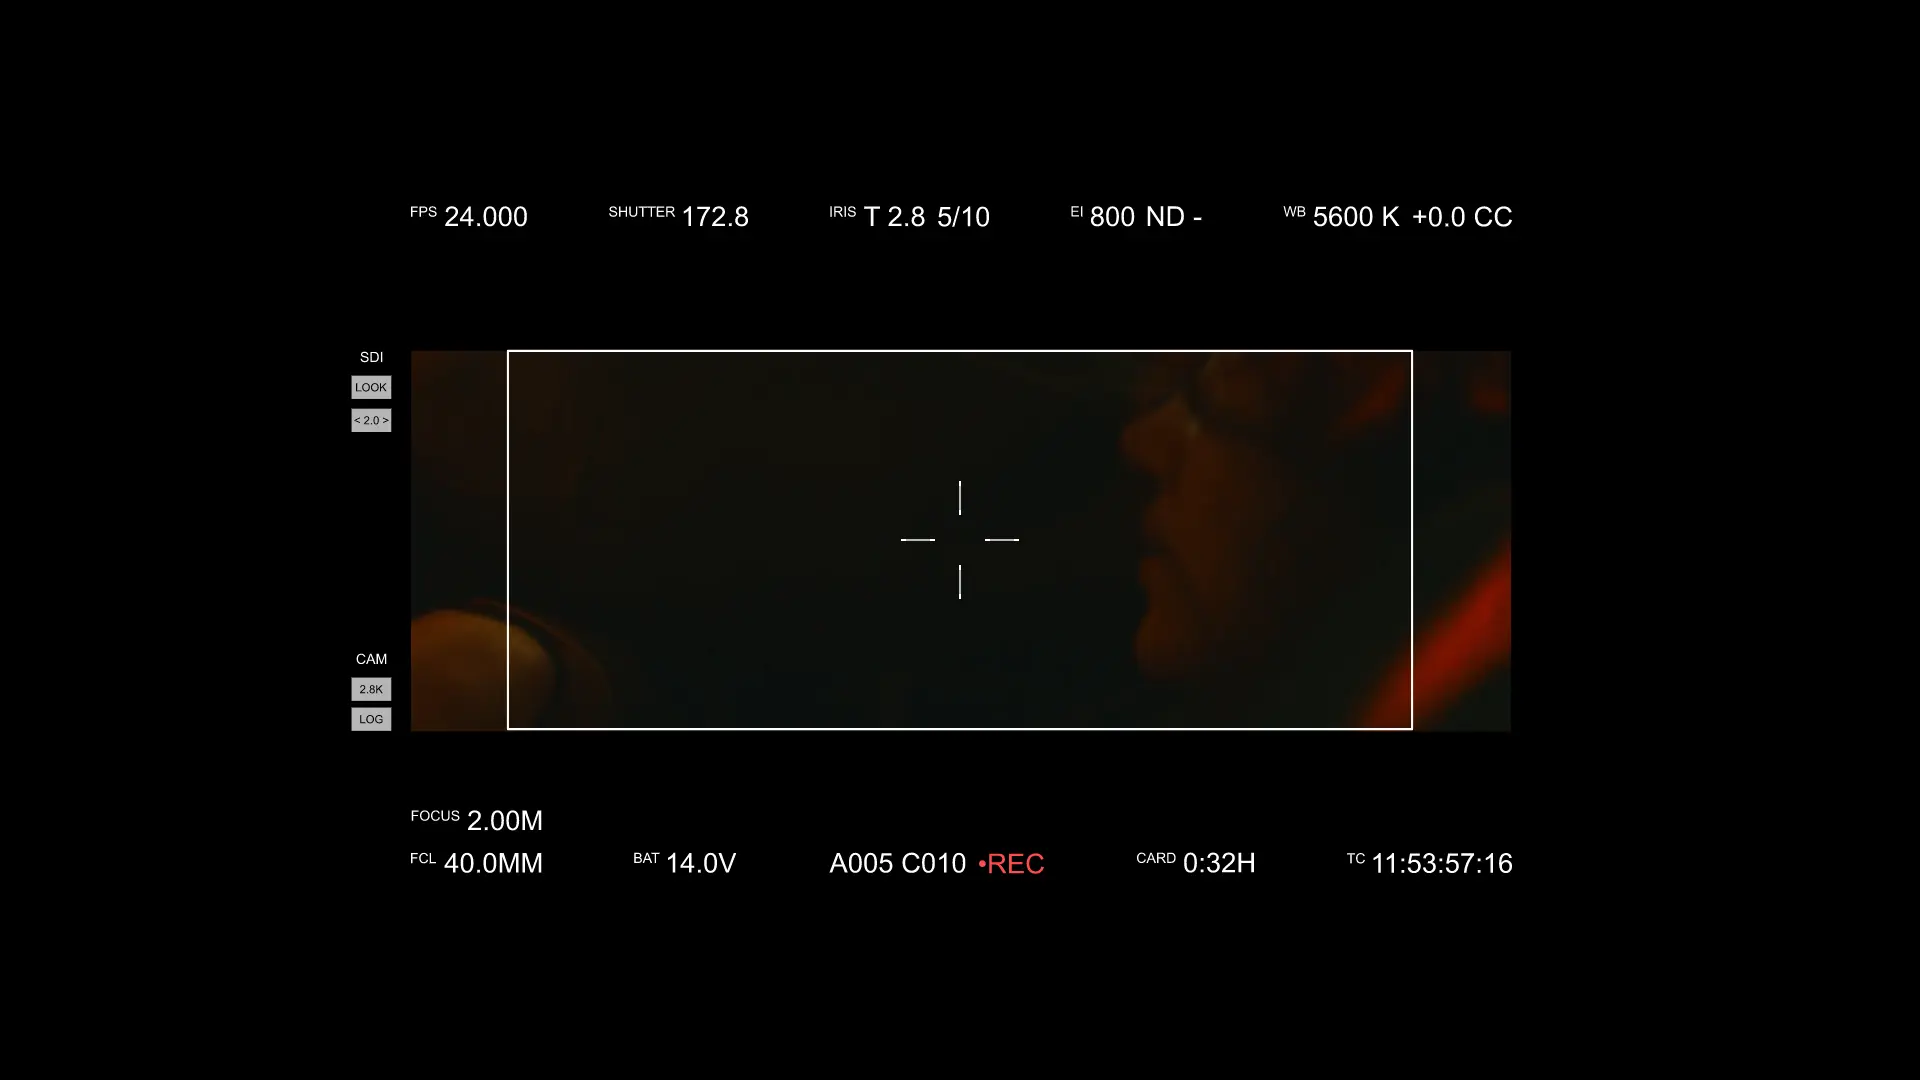 FPS 24.000 SHUTTER 172.8 IRIS T 2.8 5/10 EI 800 ND - WB 5600 K +0.0 CC
SDI
LOOK
< 2.0 >
CAM
2.8K
LOG
FOCUS 2.00M
FCL 40.0MM BAT 14.0V A005 C010 •REC CARD 0:32H TC 11:53:57:16